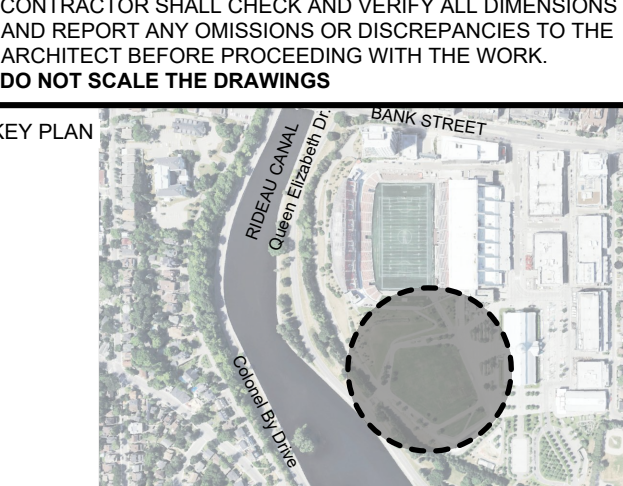 CONTRACTOR SHALL CHECK AND VERIFY ALL DIMENSIONS
AND REPORT ANY OMISSIONS OR DISCREPANCIES TO THE
ARCHITECT BEFORE PROCEEDING WITH THE WORK.
DO NOT SCALE THE DRAWINGS
KEY PLAN
BANK STREET
RIDEAU CANAL
Queen Elizabeth Dr.
Colonel By Drive